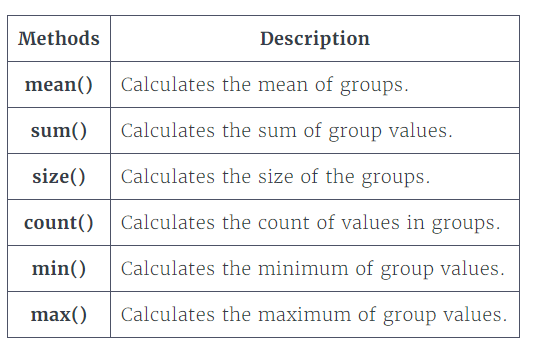 Methods Description
mean() Calculates the mean of groups.
sum() Calculates the sum of group values.
size() Calculates the size of the groups.
count() Calculates the count of values in groups.
min() Calculates the minimum of group values.
max() Calculates the maximum of group values.